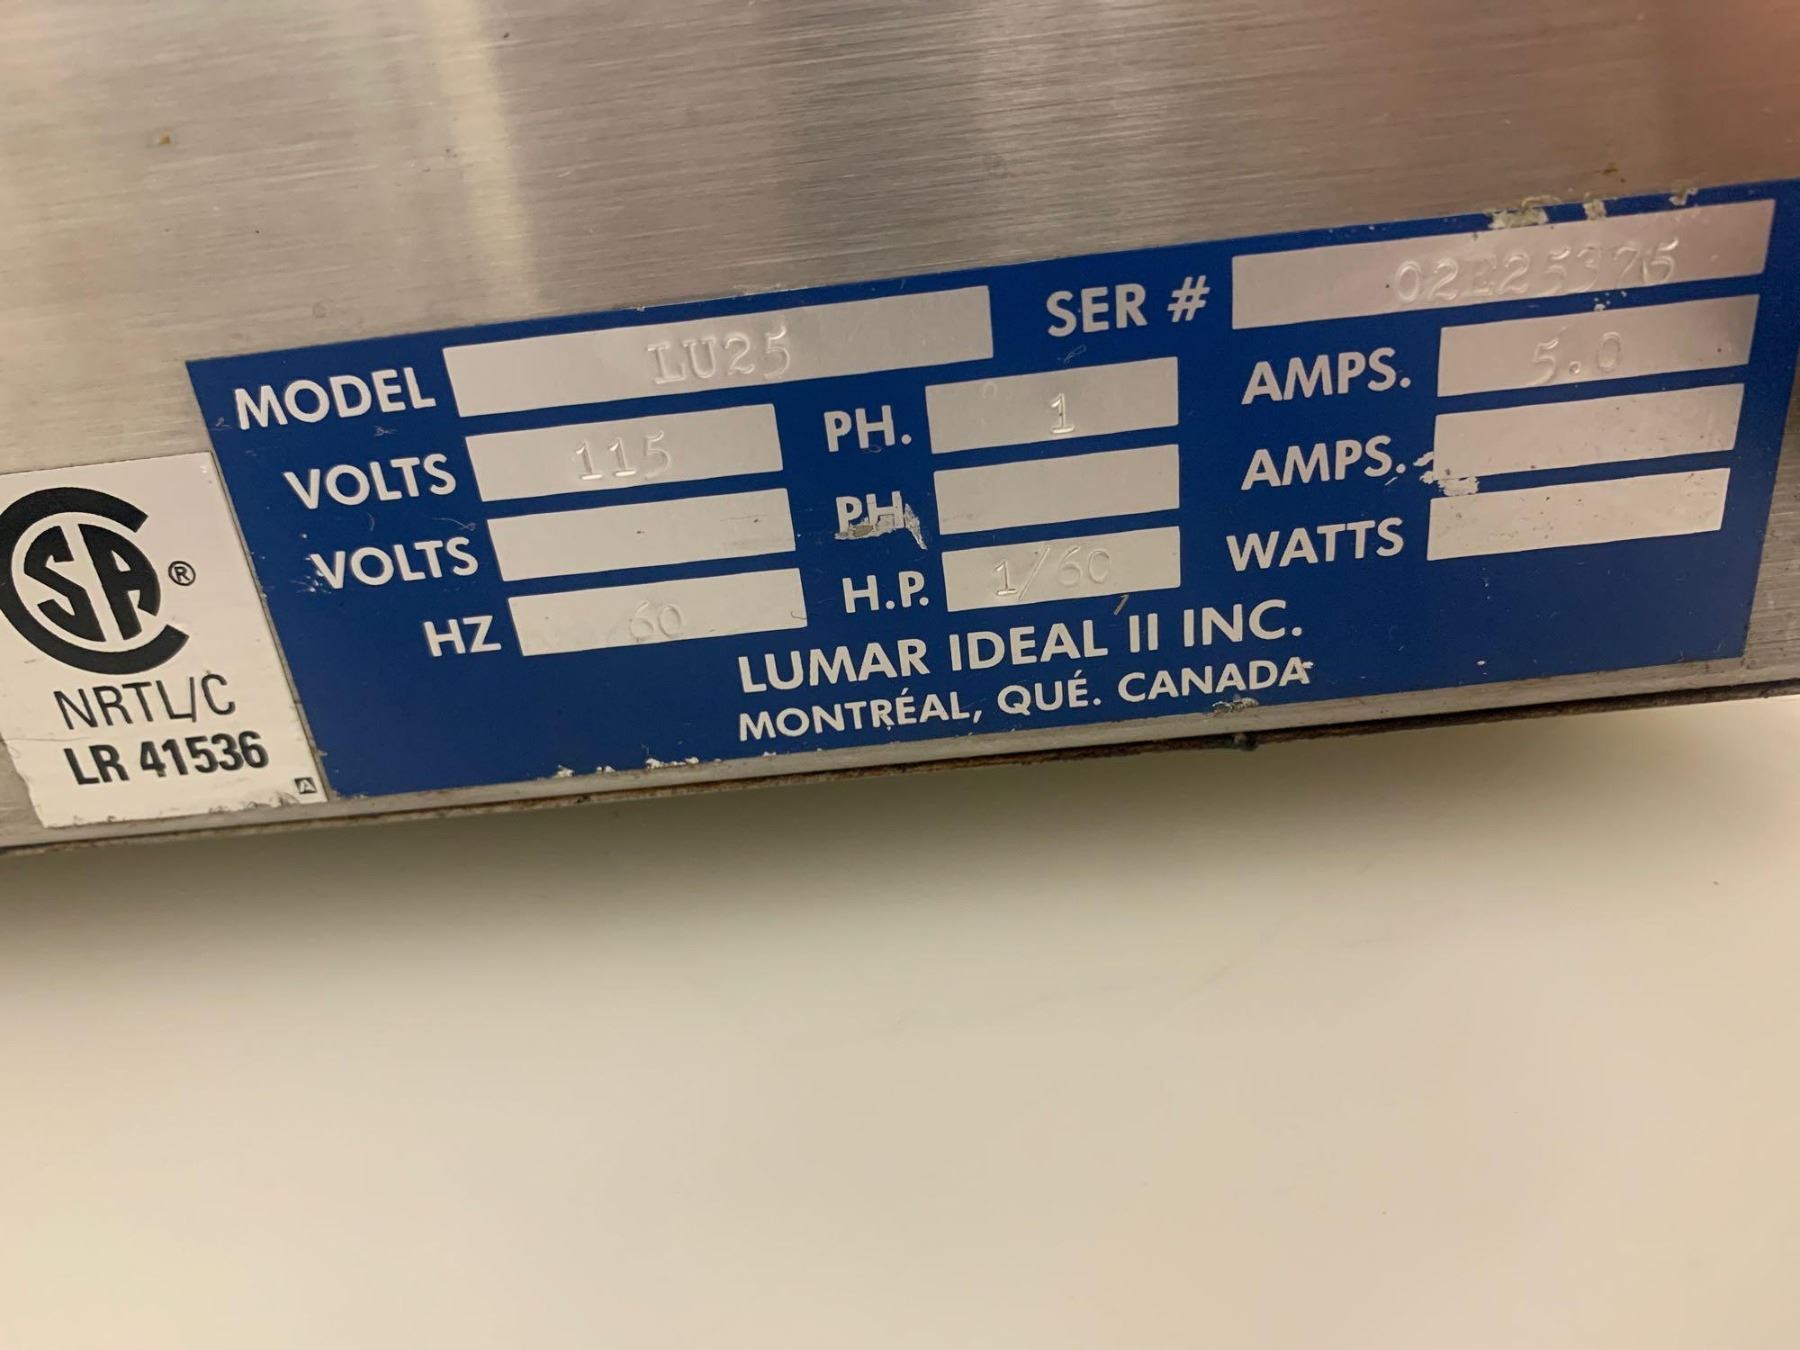 MODEL LU25 SER # 02E25375
VOLTS 115 PH. 1 AMPS. 5.0
VOLTS PH. AMPS.
HZ 60 H.P. 1/60 WATTS
LUMAR IDEAL II INC.
MONTRÉAL, QUÉ. CANADA
CSA ®
NRTL/C
LR 41536
A